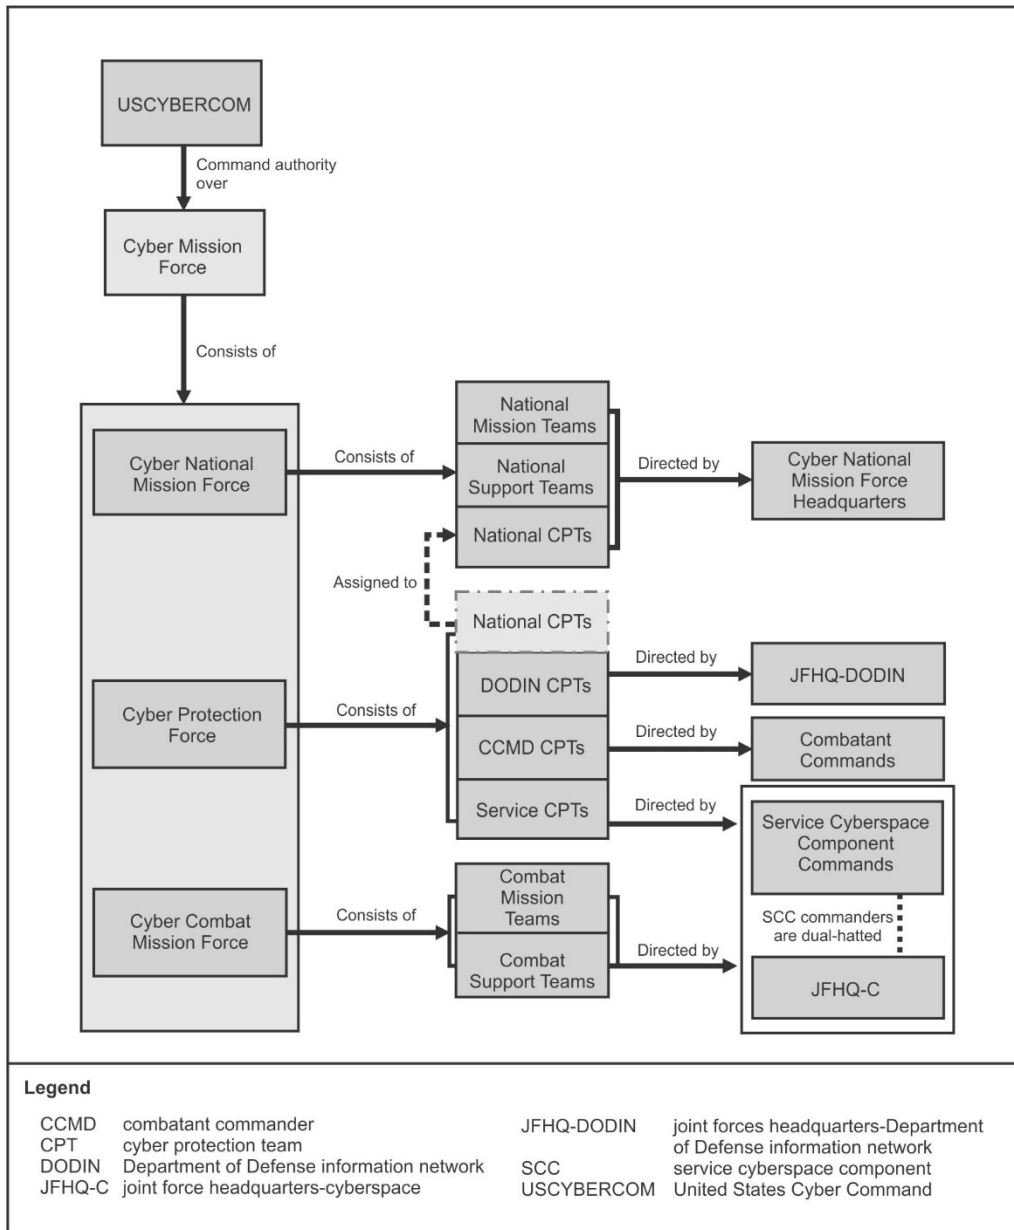 USCYBERCOM
Command authority
over
Cyber Mission
Force
Consists of
Cyber National
Mission Force
Consists of
National
Mission Teams
National
Support Teams
National CPTs
Directed by
Cyber National
Mission Force
Headquarters
Assigned to
National CPTs
Cyber Protection
Force
Consists of
DODIN CPTs
Directed by
JFHQ-DODIN
CCMD CPTs
Directed by
Combatant
Commands
Service CPTs
Directed by
Service Cyberspace
Component
Commands
SCC commanders
are dual-hatted
JFHQ-C
Cyber Combat
Mission Force
Consists of
Combat
Mission
Teams
Combat
Support Teams
Directed by
Legend
CCMD combatant commander
CPT cyber protection team
DODIN Department of Defense information network
JFHQ-C joint force headquarters-cyberspace
JFHQ-DODIN joint forces headquarters-Department
of Defense information network
SCC service cyberspace component
USCYBERCOM United States Cyber Command